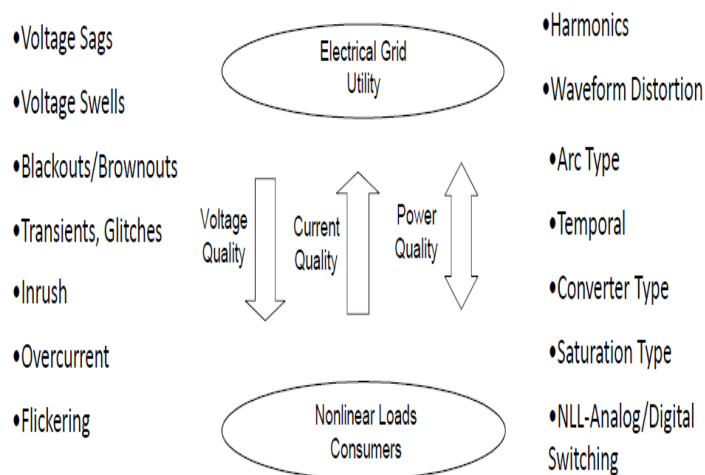 •Voltage Sags
•Voltage Swells
•Blackouts/Brownouts
•Transients, Glitches
•Inrush
•Overcurrent
•Flickering
Electrical Grid
Utility
Voltage
Quality
Current
Quality
Power
Quality
Nonlinear Loads
Consumers
•Harmonics
•Waveform Distortion
•Arc Type
•Temporal
•Converter Type
•Saturation Type
•NLL-Analog/Digital
Switching